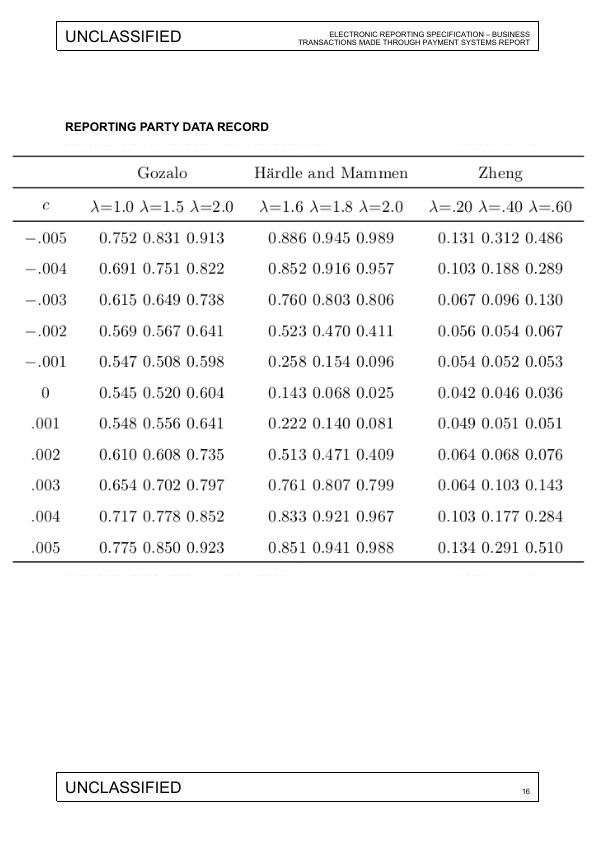 UNCLASSIFIED
ELECTRONIC REPORTING SPECIFICATION – BUSINESS
TRANSACTIONS MADE THROUGH PAYMENT SYSTEMS REPORT
REPORTING PARTY DATA RECORD
Gozalo Härdle and Mammen Zheng
c λ=1.0 λ=1.5 λ=2.0 λ=1.6 λ=1.8 λ=2.0 λ=.20 λ=.40 λ=.60
−.005 0.752 0.831 0.913 0.886 0.945 0.989 0.131 0.312 0.486
−.004 0.691 0.751 0.822 0.852 0.916 0.957 0.103 0.188 0.289
−.003 0.615 0.649 0.738 0.760 0.803 0.806 0.067 0.096 0.130
−.002 0.569 0.567 0.641 0.523 0.470 0.411 0.056 0.054 0.067
−.001 0.547 0.508 0.598 0.258 0.154 0.096 0.054 0.052 0.053
0 0.545 0.520 0.604 0.143 0.068 0.025 0.042 0.046 0.036
.001 0.548 0.556 0.641 0.222 0.140 0.081 0.049 0.051 0.051
.002 0.610 0.608 0.735 0.513 0.471 0.409 0.064 0.068 0.076
.003 0.654 0.702 0.797 0.761 0.807 0.799 0.064 0.103 0.143
.004 0.717 0.778 0.852 0.833 0.921 0.967 0.103 0.177 0.284
.005 0.775 0.850 0.923 0.851 0.941 0.988 0.134 0.291 0.510
UNCLASSIFIED
16